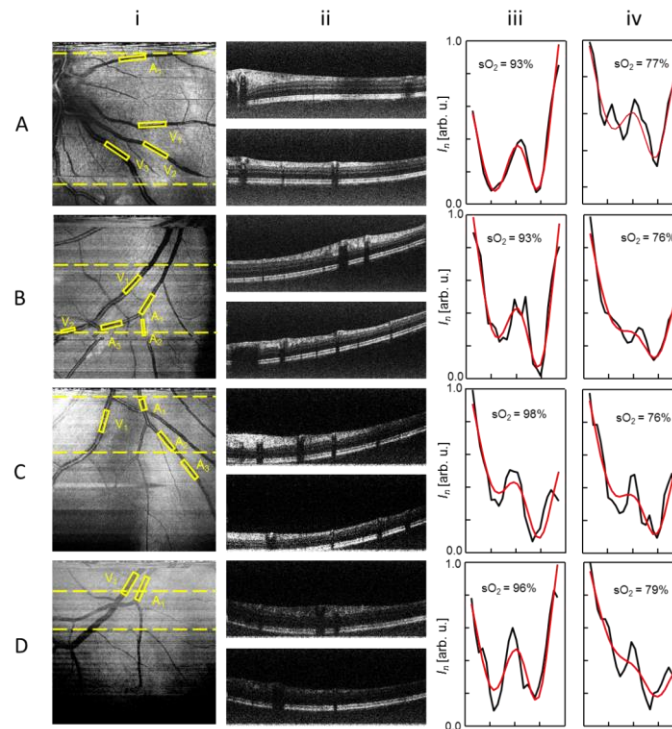 i ii iii iv
A
A₁
V₁
V₂
V₃
1.0
Iₙ [arb. u.]
0.0
sO₂ = 93%
sO₂ = 77%
B
V₁
V₂
A₁
A₂
A₃
1.0
Iₙ [arb. u.]
0.0
sO₂ = 93%
sO₂ = 76%
C
V₁
A₁
A₂
A₃
1.0
Iₙ [arb. u.]
0.0
sO₂ = 98%
sO₂ = 76%
D
V₁
A₁
1.0
Iₙ [arb. u.]
0.0
sO₂ = 96%
sO₂ = 79%